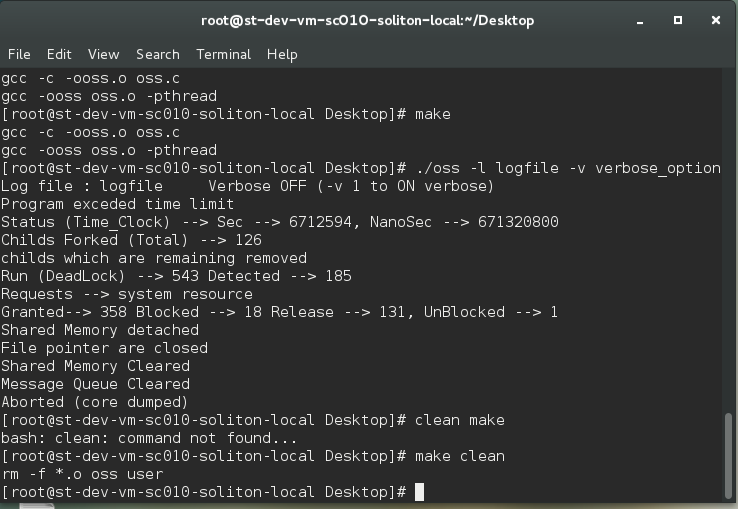 root@st-dev-vm-sc010-soliton-local:~/Desktop
File Edit View Search Terminal Help
gcc -c -ooss.o oss.c
gcc -ooss oss.o -pthread
[root@st-dev-vm-sc010-soliton-local Desktop]# make
gcc -c -ooss.o oss.c
gcc -ooss oss.o -pthread
[root@st-dev-vm-sc010-soliton-local Desktop]# ./oss -l logfile -v verbose_option
Log file : logfile     Verbose OFF (-v 1 to ON verbose)
Program exceded time limit
Status (Time_Clock) --> Sec --> 6712594, NanoSec --> 671320800
Childs Forked (Total) --> 126
childs which are remaining removed
Run (DeadLock) --> 543 Detected --> 185
Requests --> system resource
Granted--> 358 Blocked --> 18 Release --> 131, UnBlocked --> 1
Shared Memory detached
File pointer are closed
Shared Memory Cleared
Message Queue Cleared
Aborted (core dumped)
[root@st-dev-vm-sc010-soliton-local Desktop]# clean make
bash: clean: command not found...
[root@st-dev-vm-sc010-soliton-local Desktop]# make clean
rm -f *.o oss user
[root@st-dev-vm-sc010-soliton-local Desktop]#